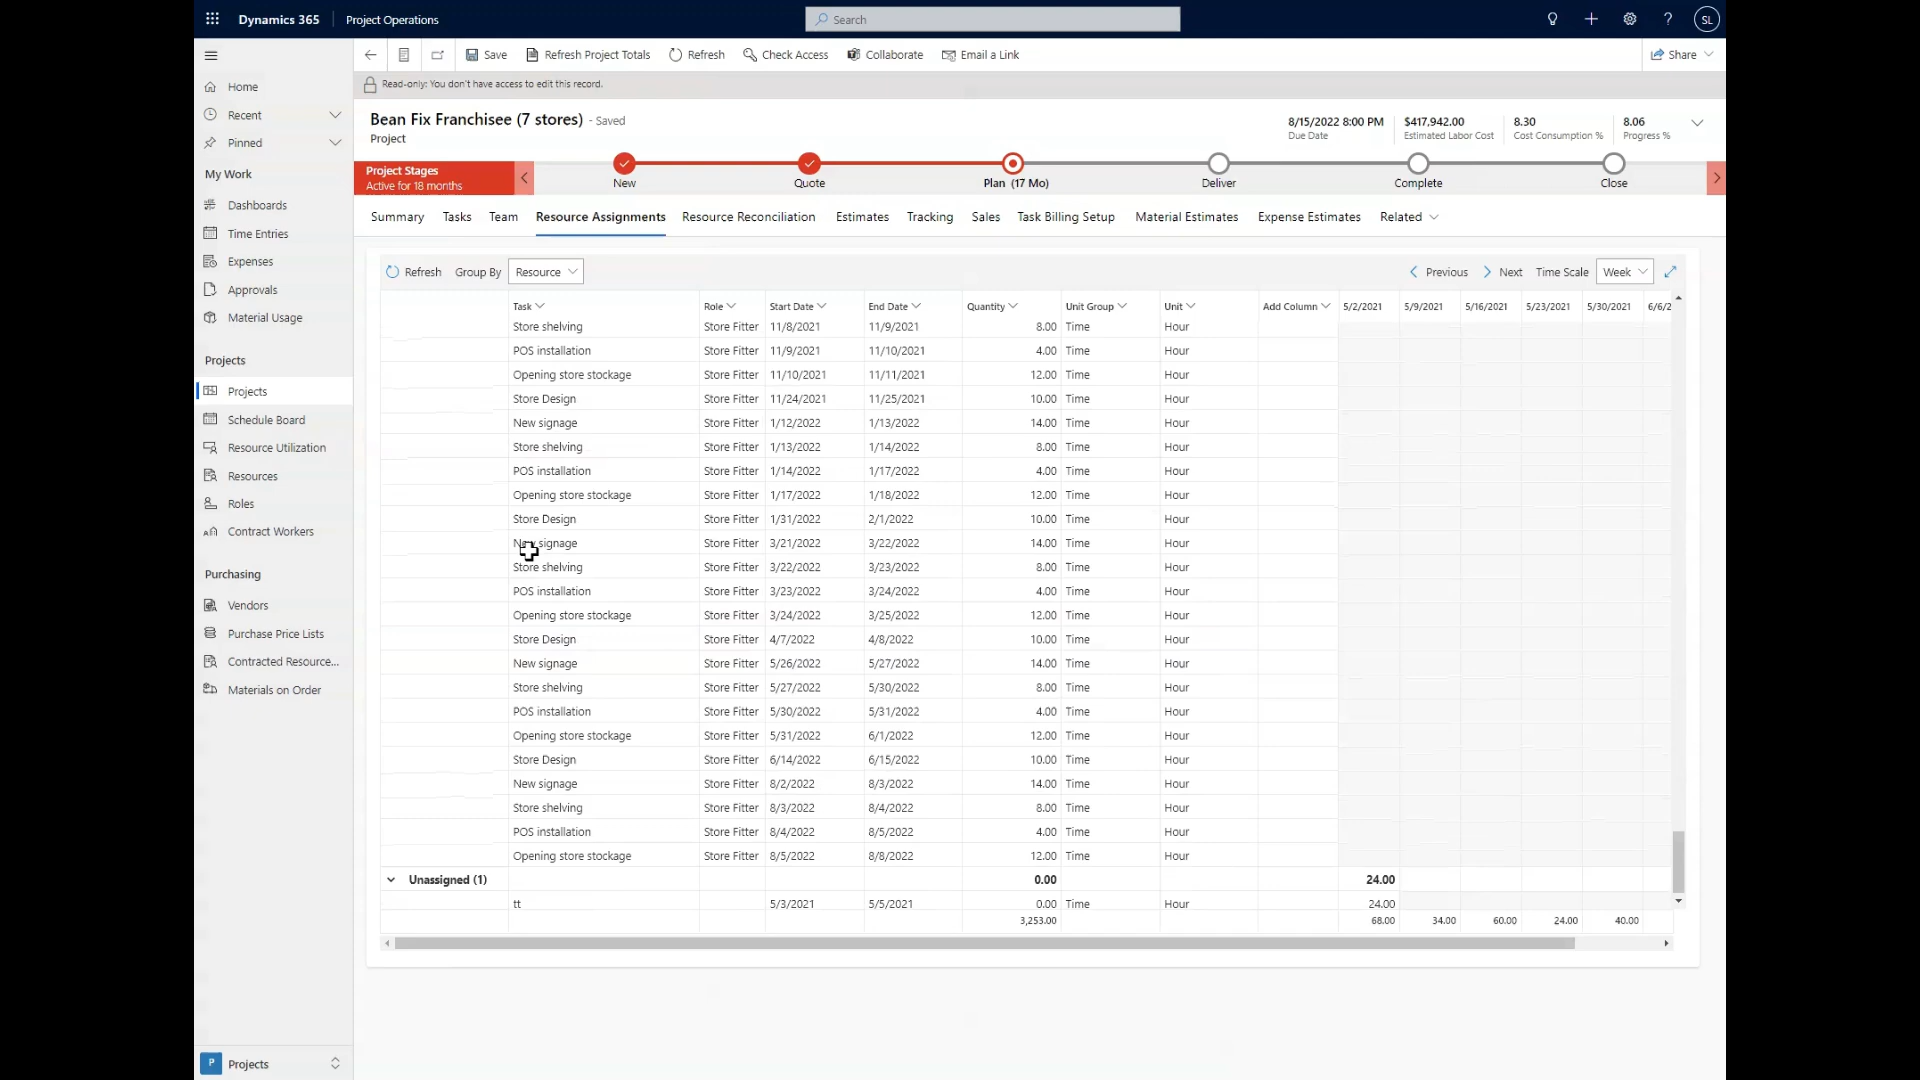 Dynamics 365 Project Operations Search SL
Save Refresh Project Totals Refresh Check Access Collaborate Email a Link Share
Read-only: You don't have access to edit this record.
Home
Recent
Pinned
My Work
Dashboards
Time Entries
Expenses
Approvals
Material Usage
Projects
Projects
Schedule Board
Resource Utilization
Resources
Roles
Contract Workers
Purchasing
Vendors
Purchase Price Lists
Contracted Resource...
Materials on Order
P Projects
Bean Fix Franchisee (7 stores) - Saved
Project
8/15/2022 8:00 PM $417,942.00 8.30 8.06
Due Date Estimated Labor Cost Cost Consumption % Progress %
Project Stages
Active for 18 months
New Quote Plan (17 Mo) Deliver Complete Close
Summary Tasks Team Resource Assignments Resource Reconciliation Estimates Tracking Sales Task Billing Setup Material Estimates Expense Estimates Related
Refresh Group By Resource Previous Next Time Scale Week
Task Role Start Date End Date Quantity Unit Group Unit Add Column 5/2/2021 5/9/2021 5/16/2021 5/23/2021 5/30/2021 6/6/2
Store shelving Store Fitter 11/8/2021 11/9/2021 8.00 Time Hour
POS installation Store Fitter 11/9/2021 11/10/2021 4.00 Time Hour
Opening store stockage Store Fitter 11/10/2021 11/11/2021 12.00 Time Hour
Store Design Store Fitter 11/24/2021 11/25/2021 10.00 Time Hour
New signage Store Fitter 1/12/2022 1/13/2022 14.00 Time Hour
Store shelving Store Fitter 1/13/2022 1/14/2022 8.00 Time Hour
POS installation Store Fitter 1/14/2022 1/17/2022 4.00 Time Hour
Opening store stockage Store Fitter 1/17/2022 1/18/2022 12.00 Time Hour
Store Design Store Fitter 1/31/2022 2/1/2022 10.00 Time Hour
New signage Store Fitter 3/21/2022 3/22/2022 14.00 Time Hour
Store shelving Store Fitter 3/22/2022 3/23/2022 8.00 Time Hour
POS installation Store Fitter 3/23/2022 3/24/2022 4.00 Time Hour
Opening store stockage Store Fitter 3/24/2022 3/25/2022 12.00 Time Hour
Store Design Store Fitter 4/7/2022 4/8/2022 10.00 Time Hour
New signage Store Fitter 5/26/2022 5/27/2022 14.00 Time Hour
Store shelving Store Fitter 5/27/2022 5/30/2022 8.00 Time Hour
POS installation Store Fitter 5/30/2022 5/31/2022 4.00 Time Hour
Opening store stockage Store Fitter 5/31/2022 6/1/2022 12.00 Time Hour
Store Design Store Fitter 6/14/2022 6/15/2022 10.00 Time Hour
New signage Store Fitter 8/2/2022 8/3/2022 14.00 Time Hour
Store shelving Store Fitter 8/3/2022 8/4/2022 8.00 Time Hour
POS installation Store Fitter 8/4/2022 8/5/2022 4.00 Time Hour
Opening store stockage Store Fitter 8/5/2022 8/8/2022 12.00 Time Hour
Unassigned (1) 0.00 24.00
tt 5/3/2021 5/5/2021 0.00 Time Hour 24.00
3,253.00 68.00 34.00 60.00 24.00 40.00